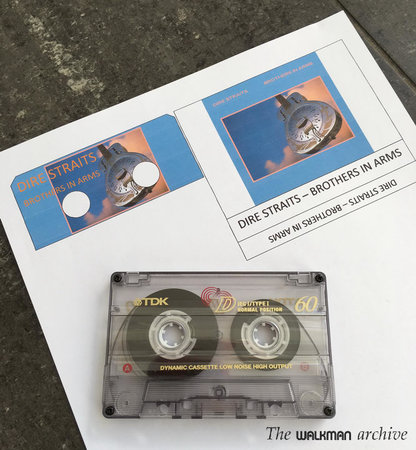 DIRE STRAITS
BROTHERS IN ARMS
DIRE STRAITS BROTHERS IN ARMS
DIRE STRAITS – BROTHERS IN ARMS
DIRE STRAITS – BROTHERS IN ARMS
TDK
D
IEC I/TYPE I
NORMAL POSITION
60
A
DYNAMIC CASSETTE LOW NOISE HIGH OUTPUT
The WALKMAN archive